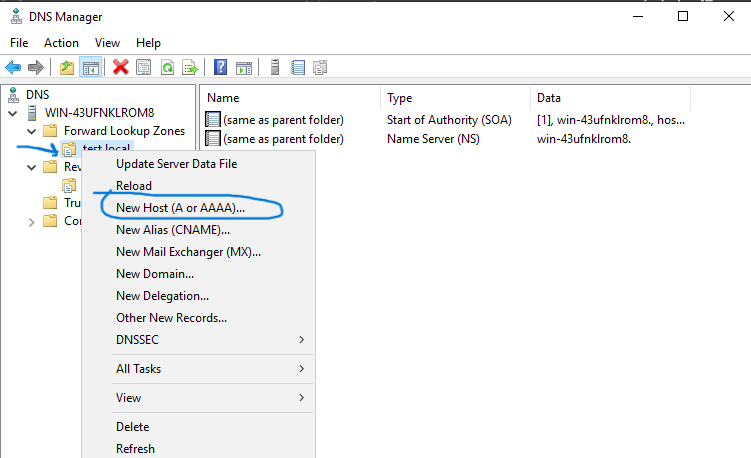 DNS Manager
File Action View Help
DNS
WIN-43UFNKLROM8
Forward Lookup Zones
test.local
Rev
Tru
Con
Name Type Data
(same as parent folder) Start of Authority (SOA) [1], win-43ufnklrom8., hos...
(same as parent folder) Name Server (NS) win-43ufnklrom8.
Update Server Data File
Reload
New Host (A or AAAA)...
New Alias (CNAME)...
New Mail Exchanger (MX)...
New Domain...
New Delegation...
Other New Records...
DNSSEC
All Tasks
View
Delete
Refresh